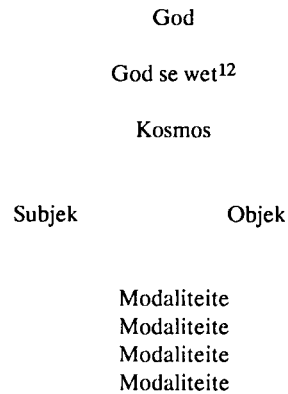 God
God se wet12
Kosmos
Subjek Objek
Modaliteite
Modaliteite
Modaliteite
Modaliteite